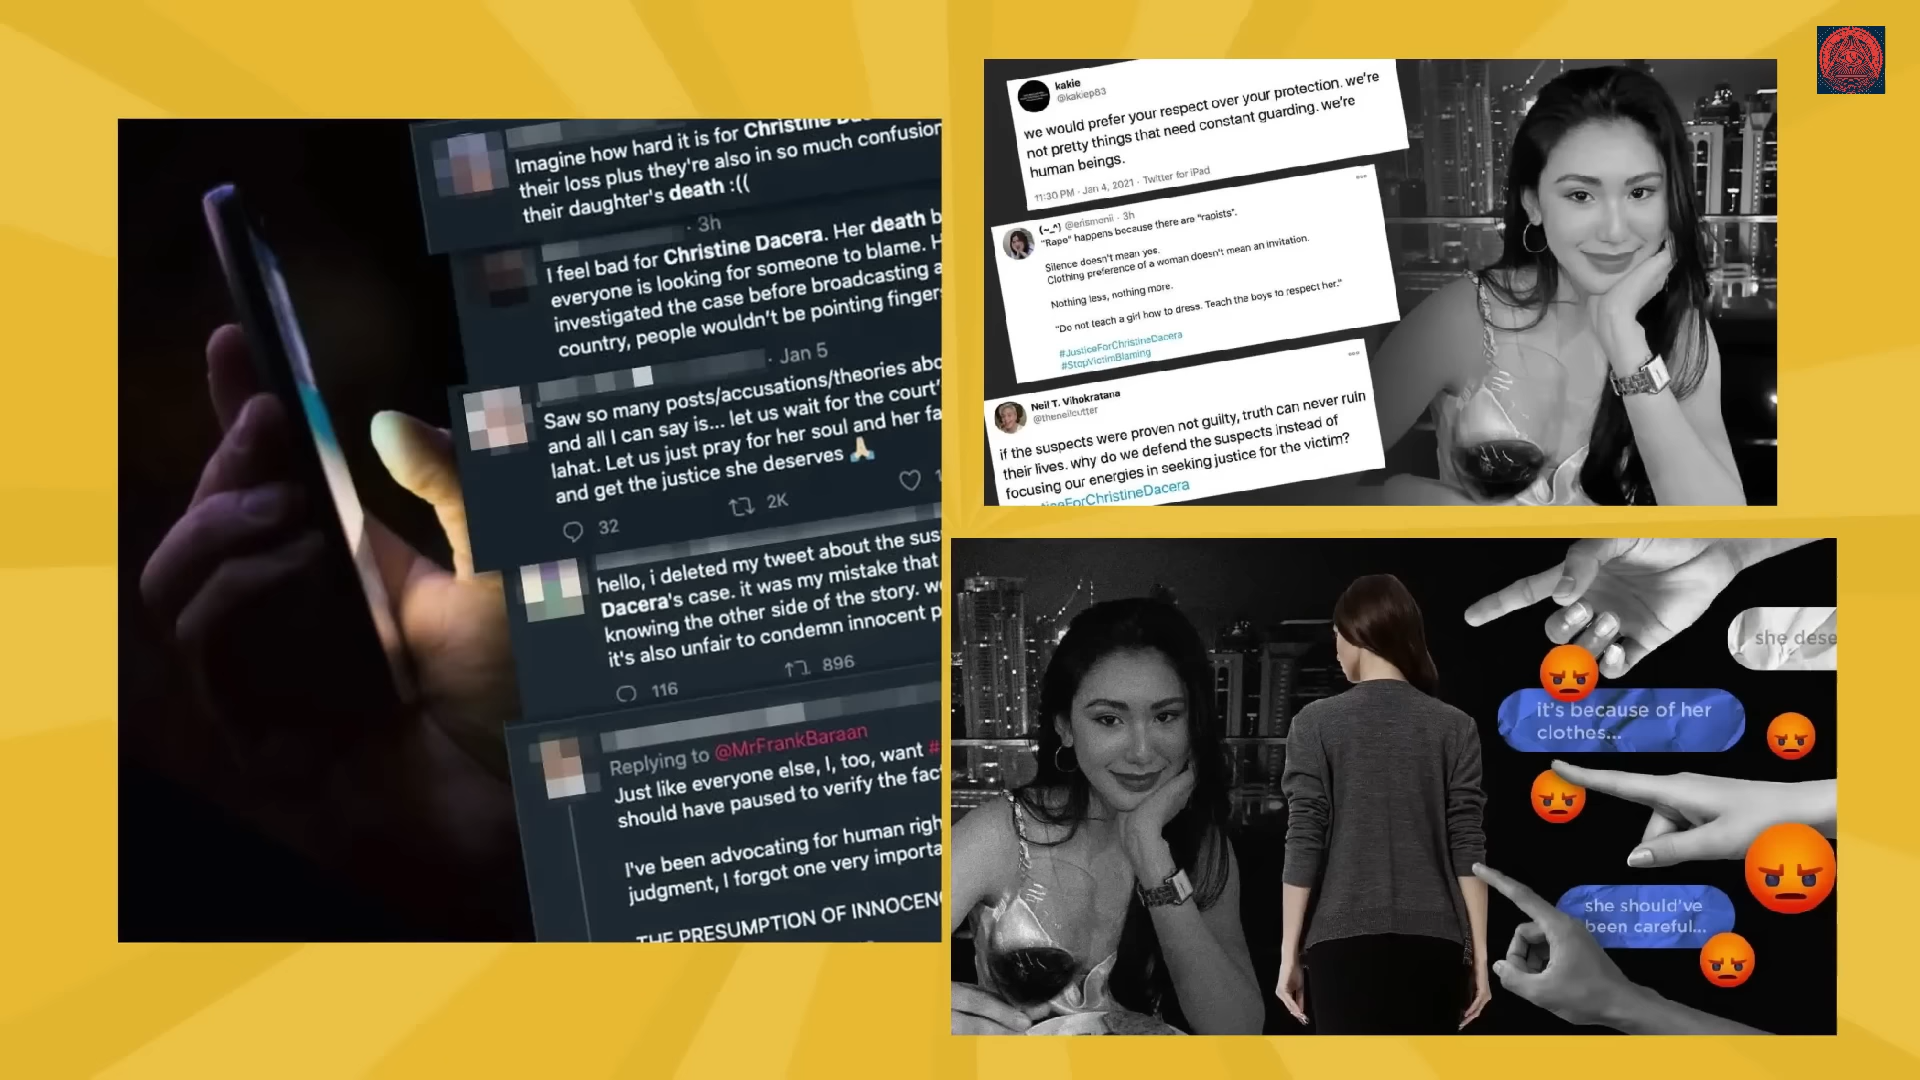 Imagine how hard it is for Christine
their loss plus they're also in so much confusion
their daughter's death :((
· 3h
I feel bad for Christine Dacera. Her death b
everyone is looking for someone to blame. H
investigated the case before broadcasting a
country, people wouldn't be pointing finger
· Jan 5
Saw so many posts/accusations/theories abo
and all I can say is... let us wait for the court'
lahat. Let us just pray for her soul and her fa
and get the justice she deserves 🙏🏻
32
2K
1
hello, i deleted my tweet about the sus
Dacera's case. it was my mistake that
knowing the other side of the story. we
it's also unfair to condemn innocent p
116
896
Replying to @MrFrankBaraan
Just like everyone else, I, too, want #
should have paused to verify the fac
I've been advocating for human righ
judgment, I forgot one very importa
THE PRESUMPTION OF INNOCENC
kakie
@kakiep83
we would prefer your respect over your protection. we're
not pretty things that need constant guarding. we're
human beings.
11:30 PM · Jan 4, 2021 · Twitter for iPad
(~_^) @erismonii · 3h
"Rape" happens because there are "rapists".
Silence doesn't mean yes.
Clothing preference of a woman doesn't mean an invitation.
Nothing less, nothing more.
"Do not teach a girl how to dress. Teach the boys to respect her."
#JusticeForChristineDacera
#StopVictimBlaming
Neil T. Vihokratana
@theneilcutter
if the suspects were proven not guilty, truth can never ruin
their lives. why do we defend the suspects instead of
focusing our energies in seeking justice for the victim?
ticeForChristineDacera
she dese
it's because of her
clothes...
she should've
been careful...